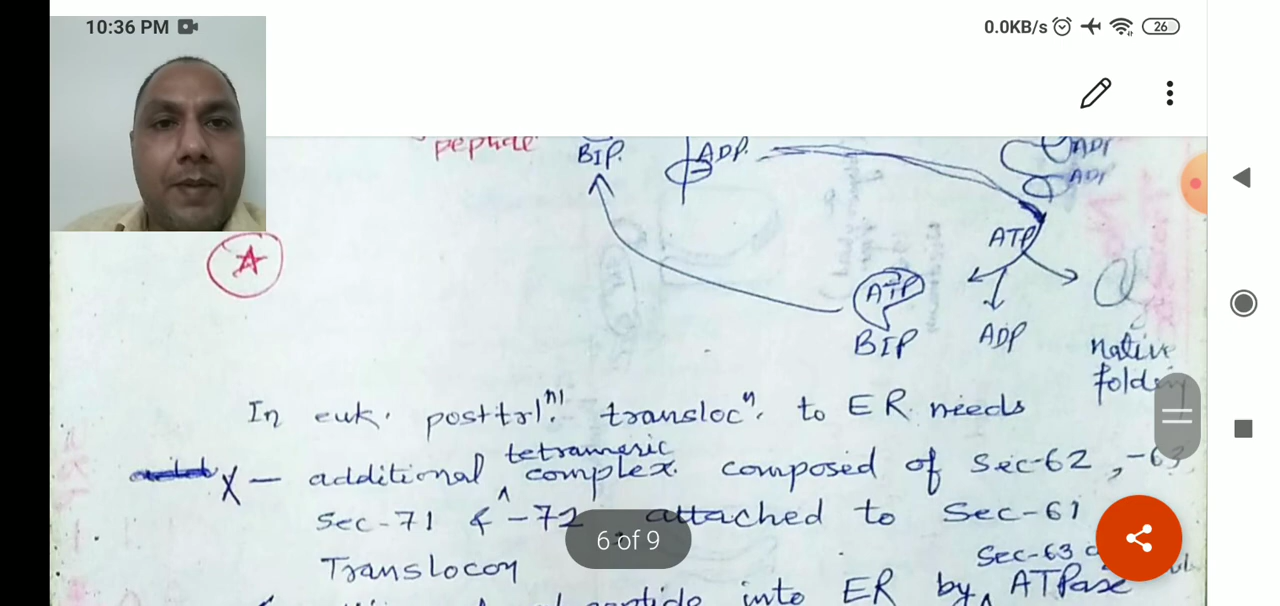 10:36 PM
0.0KB/s
26
peptide
BIP.
ADP.
ADP
ADP
ATP
A
ATP
BIP
ADP
Native
folding
In euk. posttrl^nl. transloc^n. to ER needs
X — additional tetrameric complex. composed of Sec-62, -63
Sec-71 & -72 attached to Sec-61
6 of 9
Translocon
Sec-63
into ER by ATPase